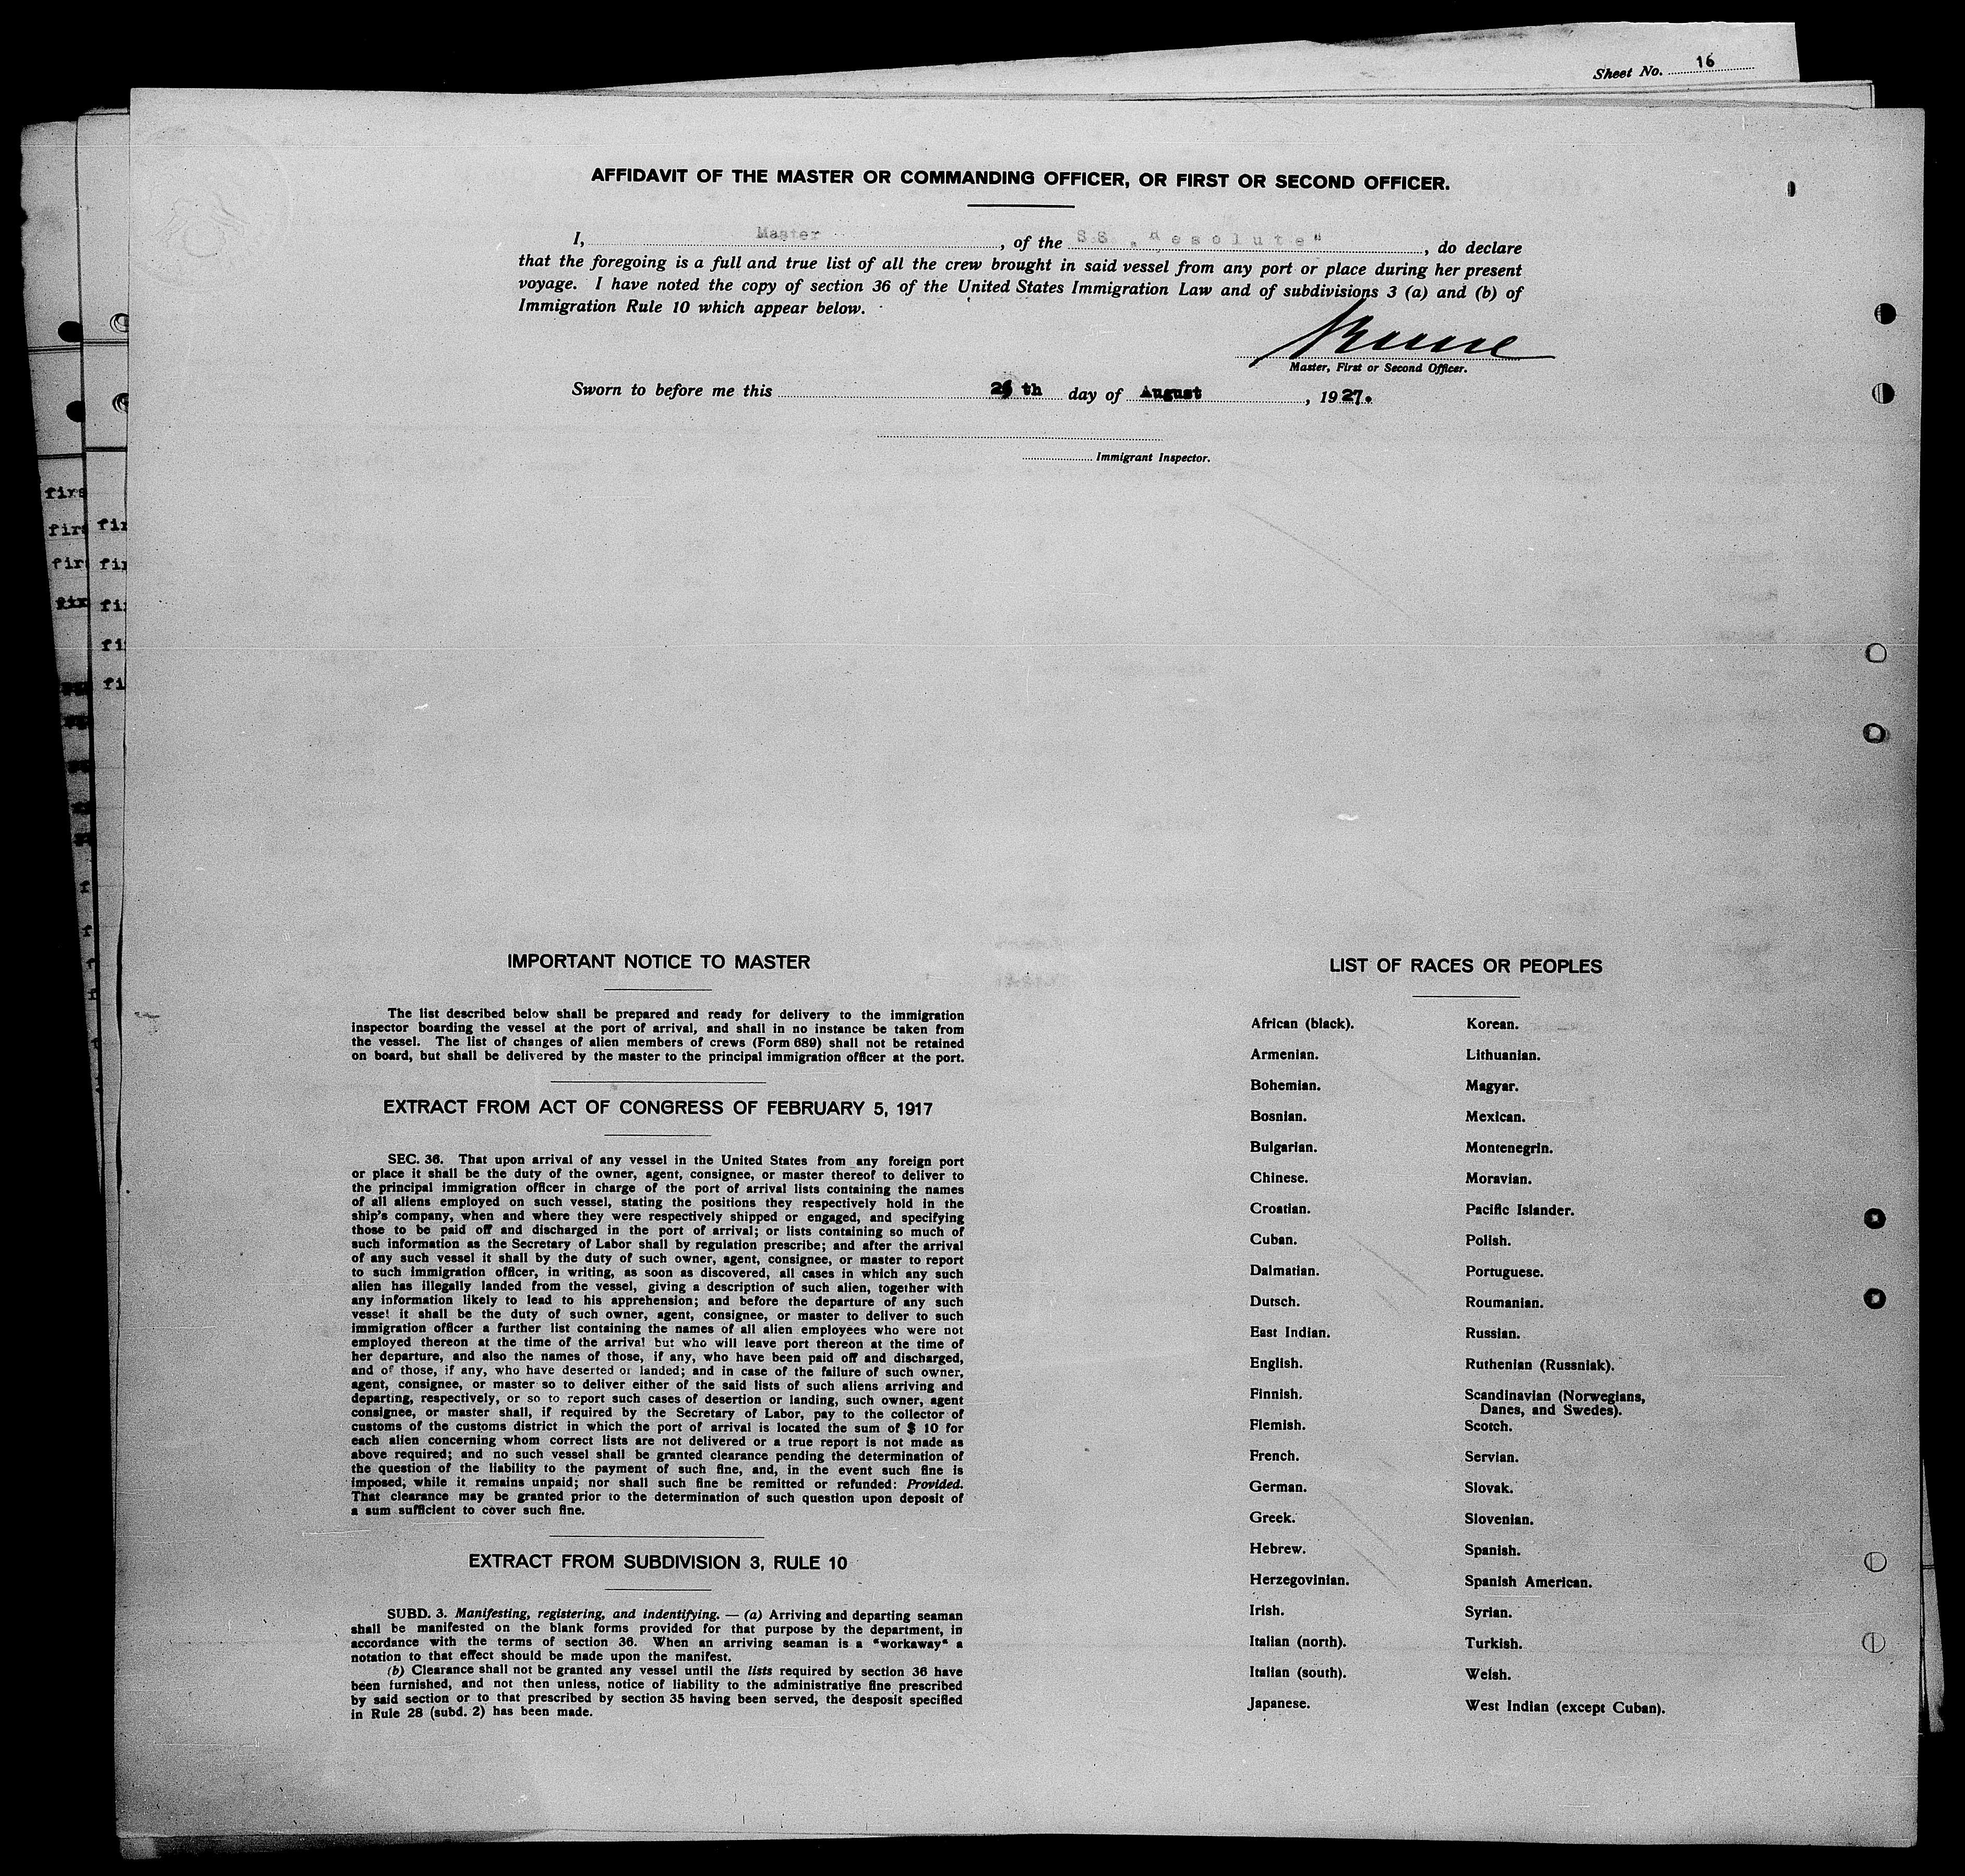 Sheet No. 16
AFFIDAVIT OF THE MASTER OR COMMANDING OFFICER, OR FIRST OR SECOND OFFICER.
I, Master, of the S.S. „Resolute", do declare
that the foregoing is a full and true list of all the crew brought in said vessel from any port or place during her present
voyage. I have noted the copy of section 36 of the United States Immigration Law and of subdivisions 3 (a) and (b) of
Immigration Rule 10 which appear below.
Master, First or Second Officer.
Sworn to before me this th day of August, 1927.
Immigrant Inspector.
firs
firs
firs
fir
fir
fir
fir
fi
fi
fi
IMPORTANT NOTICE TO MASTER
The list described below shall be prepared and ready for delivery to the immigration
inspector boarding the vessel at the port of arrival, and shall in no instance be taken from
the vessel. The list of changes of alien members of crews (Form 689) shall not be retained
on board, but shall be delivered by the master to the principal immigration officer at the port.
EXTRACT FROM ACT OF CONGRESS OF FEBRUARY 5, 1917
SEC. 36. That upon arrival of any vessel in the United States from any foreign port
or place it shall be the duty of the owner, agent, consignee, or master thereof to deliver to
the principal immigration officer in charge of the port of arrival lists containing the names
of all aliens employed on such vessel, stating the positions they respectively hold in the
ship's company, when and where they were respectively shipped or engaged, and specifying
those to be paid off and discharged in the port of arrival; or lists containing so much of
such information as the Secretary of Labor shall by regulation prescribe; and after the arrival
of any such vessel it shall by the duty of such owner, agent, consignee, or master to report
to such immigration officer, in writing, as soon as discovered, all cases in which any such
alien has illegally landed from the vessel, giving a description of such alien, together with
any information likely to lead to his apprehension; and before the departure of any such
vessel it shall be the duty of such owner, agent, consignee, or master to deliver to such
immigration officer a further list containing the names of all alien employees who were not
employed thereon at the time of the arrival but who will leave port thereon at the time of
her departure, and also the names of those, if any, who have been paid off and discharged,
and of those, if any, who have deserted or landed; and in case of the failure of such owner,
agent, consignee, or master so to deliver either of the said lists of such aliens arriving and
departing, respectively, or so to report such cases of desertion or landing, such owner, agent
consignee, or master shall, if required by the Secretary of Labor, pay to the collector of
customs of the customs district in which the port of arrival is located the sum of $ 10 for
each alien concerning whom correct lists are not delivered or a true report is not made as
above required; and no such vessel shall be granted clearance pending the determination of
the question of the liability to the payment of such fine, and, in the event such fine is
imposed, while it remains unpaid; nor shall such fine be remitted or refunded: Provided.
That clearance may be granted prior to the determination of such question upon deposit of
a sum sufficient to cover such fine.
EXTRACT FROM SUBDIVISION 3, RULE 10
SUBD. 3. Manifesting, registering, and indentifying. — (a) Arriving and departing seaman
shall be manifested on the blank forms provided for that purpose by the department, in
accordance with the terms of section 36. When an arriving seaman is a "workaway" a
notation to that effect should be made upon the manifest.
(b) Clearance shall not be granted any vessel until the lists required by section 36 have
been furnished, and not then unless, notice of liability to the administrative fine prescribed
by said section or to that prescribed by section 35 having been served, the desposit specified
in Rule 28 (subd. 2) has been made.
LIST OF RACES OR PEOPLES
African (black).
Armenian.
Bohemian.
Bosnian.
Bulgarian.
Chinese.
Croatian.
Cuban.
Dalmatian.
Dutsch.
East Indian.
English.
Finnish.
Flemish.
French.
German.
Greek.
Hebrew.
Herzegovinian.
Irish.
Italian (north).
Italian (south).
Japanese.
Korean.
Lithuanian.
Magyar.
Mexican.
Montenegrin.
Moravian.
Pacific Islander.
Polish.
Portuguese.
Roumanian.
Russian.
Ruthenian (Russniak).
Scandinavian (Norwegians,
Danes, and Swedes).
Scotch.
Servian.
Slovak.
Slovenian.
Spanish.
Spanish American.
Syrian.
Turkish.
Welsh.
West Indian (except Cuban).